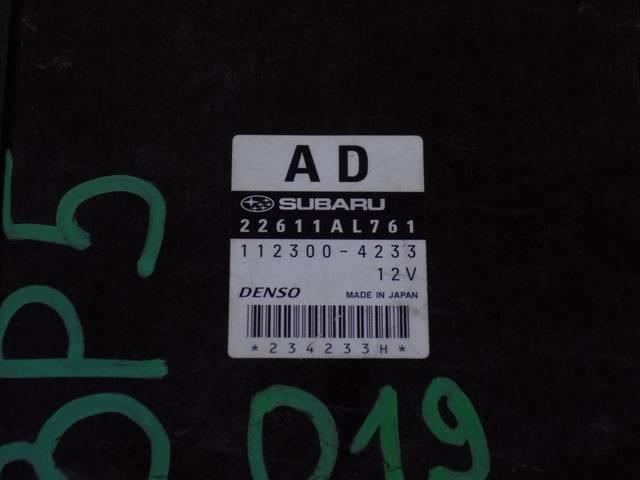 AD
SUBARU
22611AL761
112300-4233
12V
DENSO MADE IN JAPAN
*234233H*
BP5
019